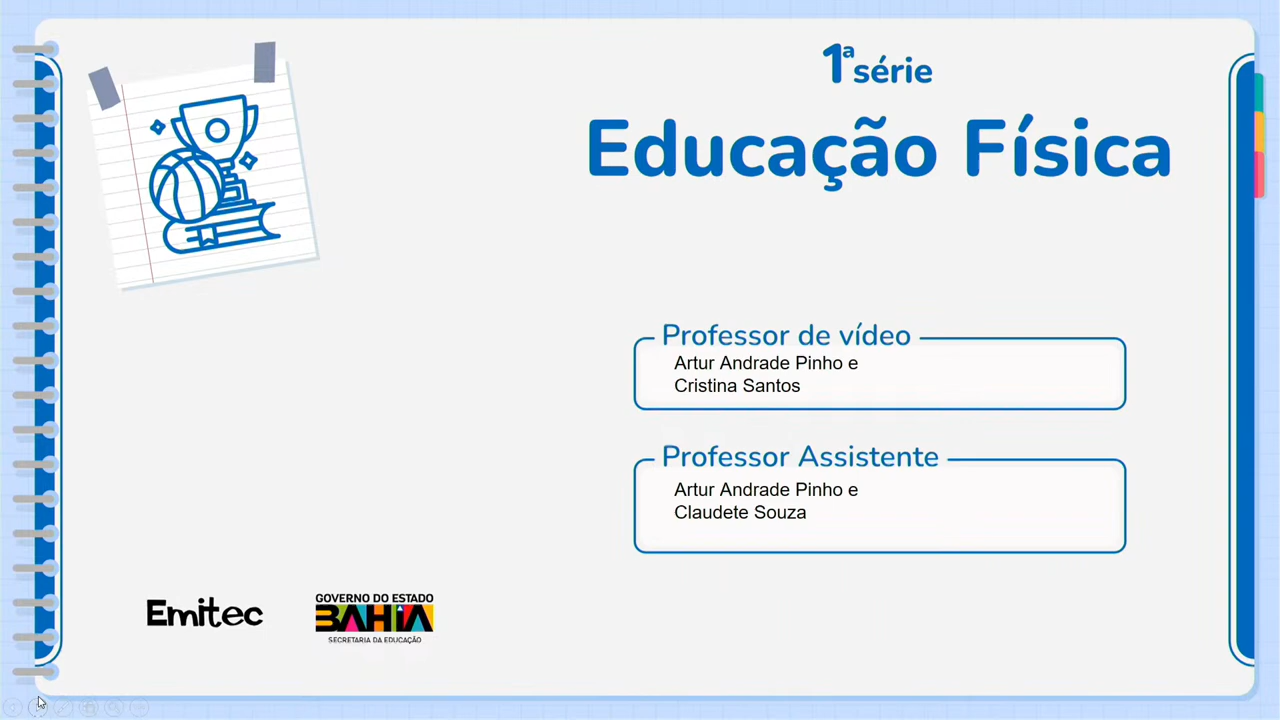 1ª série
Educação Física
Professor de vídeo
Artur Andrade Pinho e
Cristina Santos
Professor Assistente
Artur Andrade Pinho e
Claudete Souza
Emitec
GOVERNO DO ESTADO
BAHIA
SECRETARIA DA EDUCAÇÃO